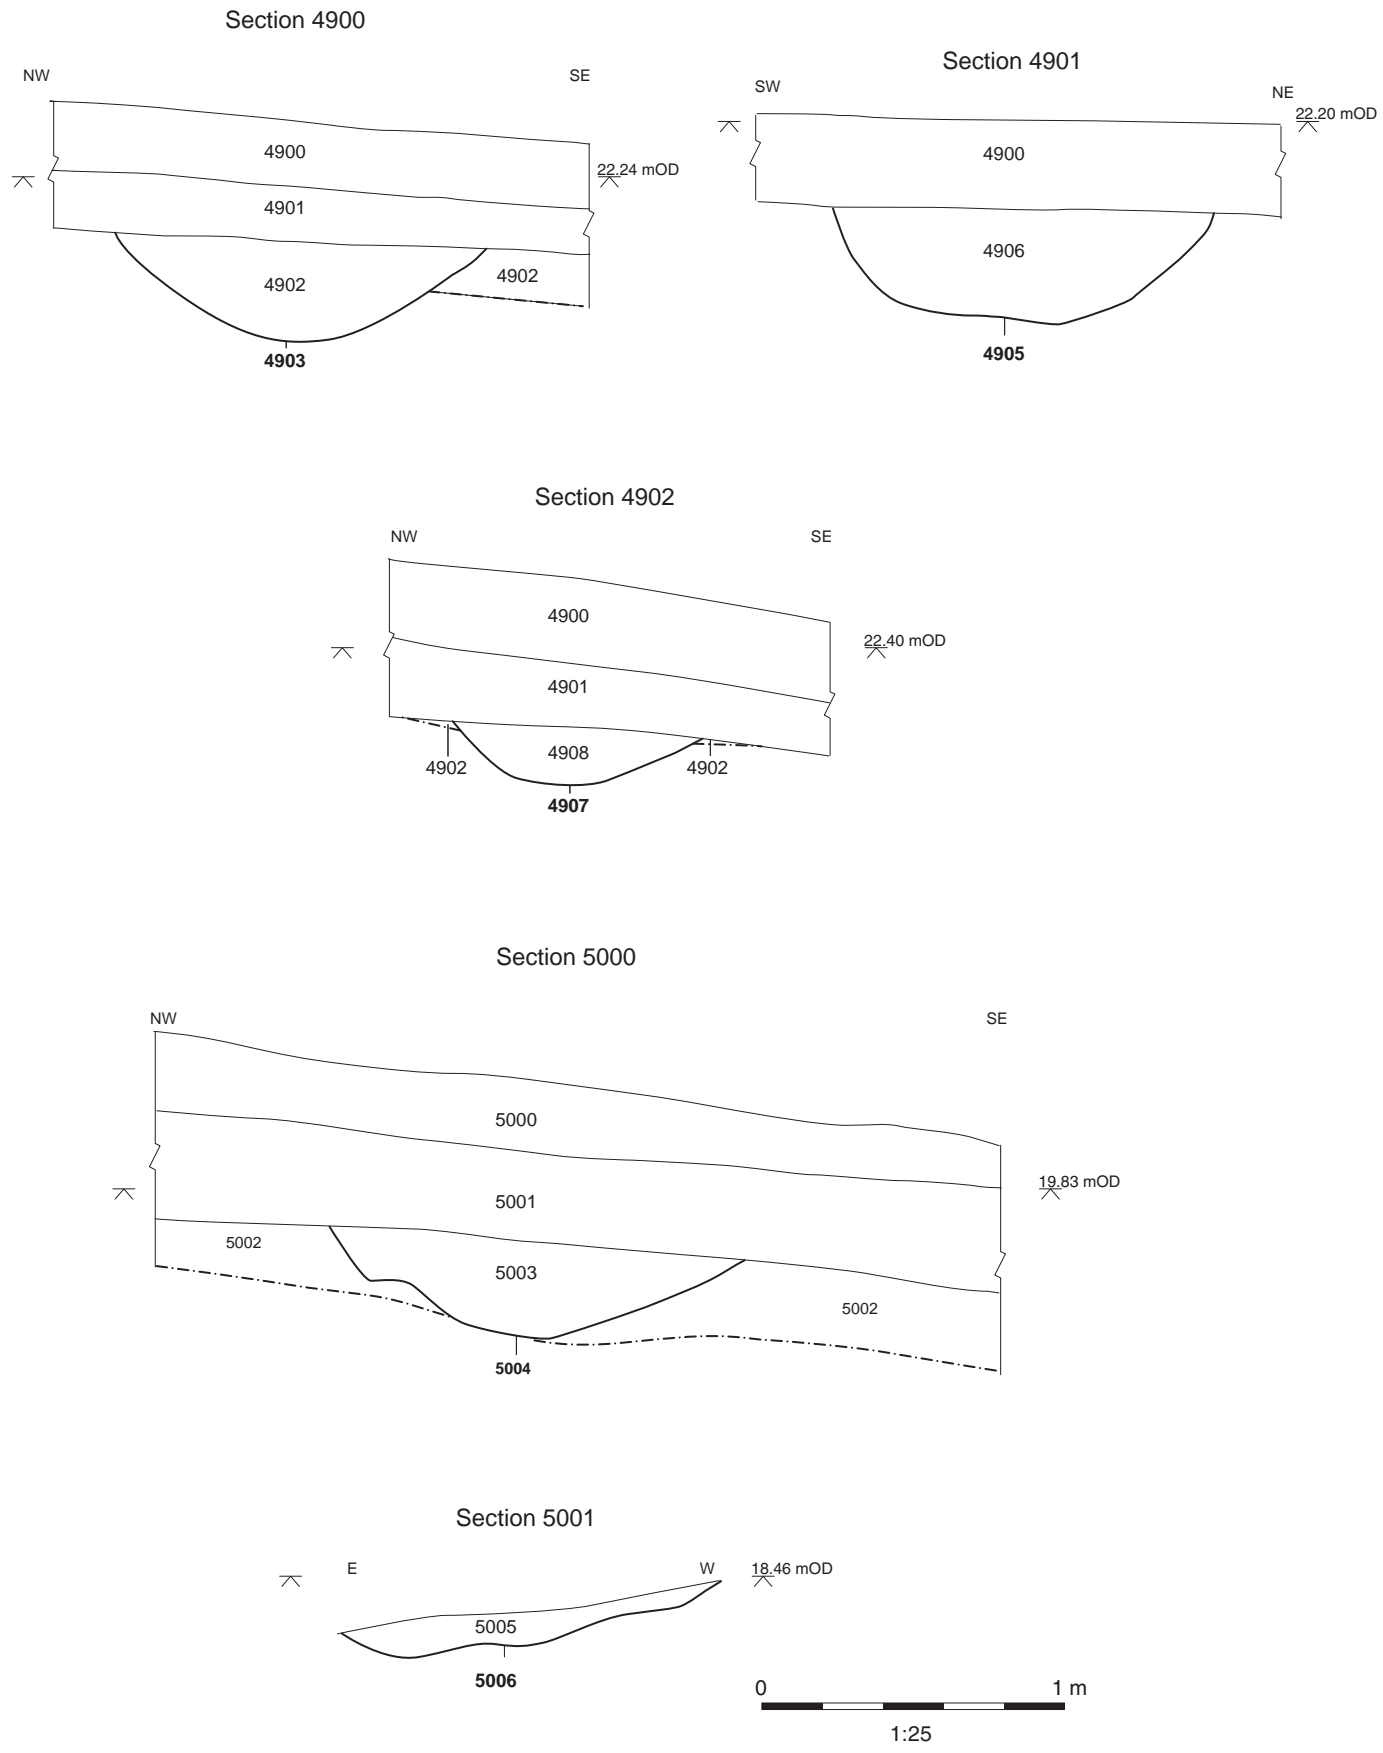 Section 4900
NW
SE
4900
22.24 mOD
4901
4902
4902
4903
Section 4901
SW
NE
22.20 mOD
4900
4906
4905
Section 4902
NW
SE
4900
22.40 mOD
4901
4908
4902
4902
4907
Section 5000
NW
SE
5000
19.83 mOD
5001
5002
5003
5002
5004
Section 5001
E
W
18.46 mOD
5005
5006
0
1 m
1:25